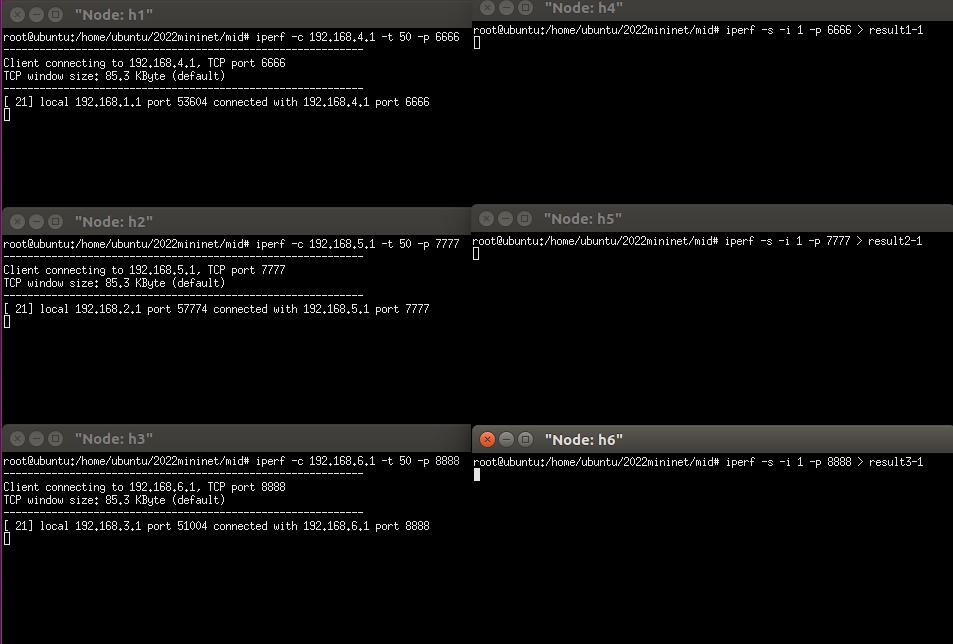 "Node: h1"
root@ubuntu:/home/ubuntu/2022mininet/mid# iperf -c 192.168.4.1 -t 50 -p 6666
------------------------------------------------------------
Client connecting to 192.168.4.1, TCP port 6666
TCP window size: 85.3 KByte (default)
------------------------------------------------------------
[ 21] local 192.168.1.1 port 53604 connected with 192.168.4.1 port 6666
"Node: h4"
root@ubuntu:/home/ubuntu/2022mininet/mid# iperf -s -i 1 -p 6666 > result1-1
"Node: h2"
root@ubuntu:/home/ubuntu/2022mininet/mid# iperf -c 192.168.5.1 -t 50 -p 7777
------------------------------------------------------------
Client connecting to 192.168.5.1, TCP port 7777
TCP window size: 85.3 KByte (default)
------------------------------------------------------------
[ 21] local 192.168.2.1 port 57774 connected with 192.168.5.1 port 7777
"Node: h5"
root@ubuntu:/home/ubuntu/2022mininet/mid# iperf -s -i 1 -p 7777 > result2-1
"Node: h3"
root@ubuntu:/home/ubuntu/2022mininet/mid# iperf -c 192.168.6.1 -t 50 -p 8888
------------------------------------------------------------
Client connecting to 192.168.6.1, TCP port 8888
TCP window size: 85.3 KByte (default)
------------------------------------------------------------
[ 21] local 192.168.3.1 port 51004 connected with 192.168.6.1 port 8888
"Node: h6"
root@ubuntu:/home/ubuntu/2022mininet/mid# iperf -s -i 1 -p 8888 > result3-1